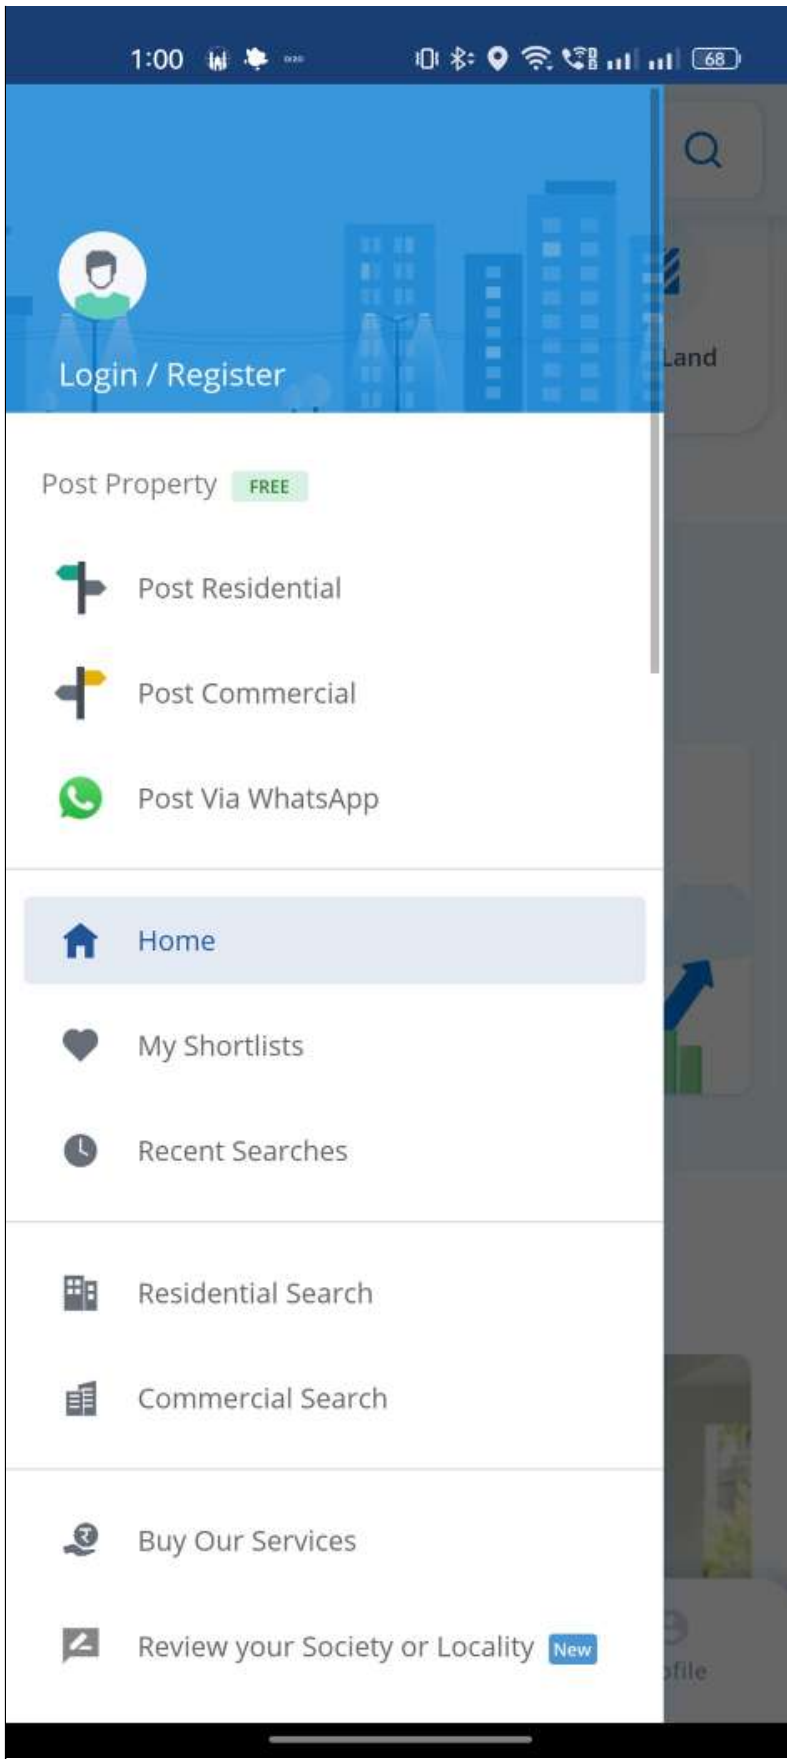 1:00
68
Login / Register
Land
Post Property FREE
Post Residential
Post Commercial
Post Via WhatsApp
Home
My Shortlists
Recent Searches
Residential Search
Commercial Search
Buy Our Services
Review your Society or Locality New
ofile